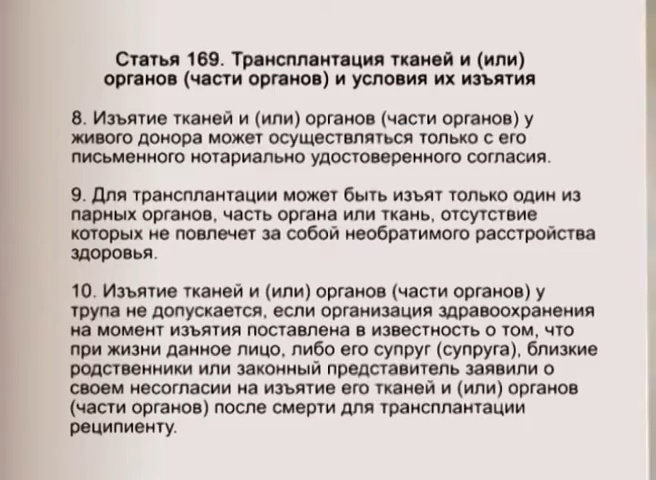 Статья 169. Трансплантация тканей и (или)
органов (части органов) и условия их изъятия
8. Изъятие тканей и (или) органов (части органов) у
живого донора может осуществляться только с его
письменного нотариально удостоверенного согласия.
9. Для трансплантации может быть изъят только один из
парных органов, часть органа или ткань, отсутствие
которых не повлечет за собой необратимого расстройства
здоровья.
10. Изъятие тканей и (или) органов (части органов) у
трупа не допускается, если организация здравоохранения
на момент изъятия поставлена в известность о том, что
при жизни данное лицо, либо его супруг (супруга), близкие
родственники или законный представитель заявили о
своем несогласии на изъятие его тканей и (или) органов
(части органов) после смерти для трансплантации
реципиенту.